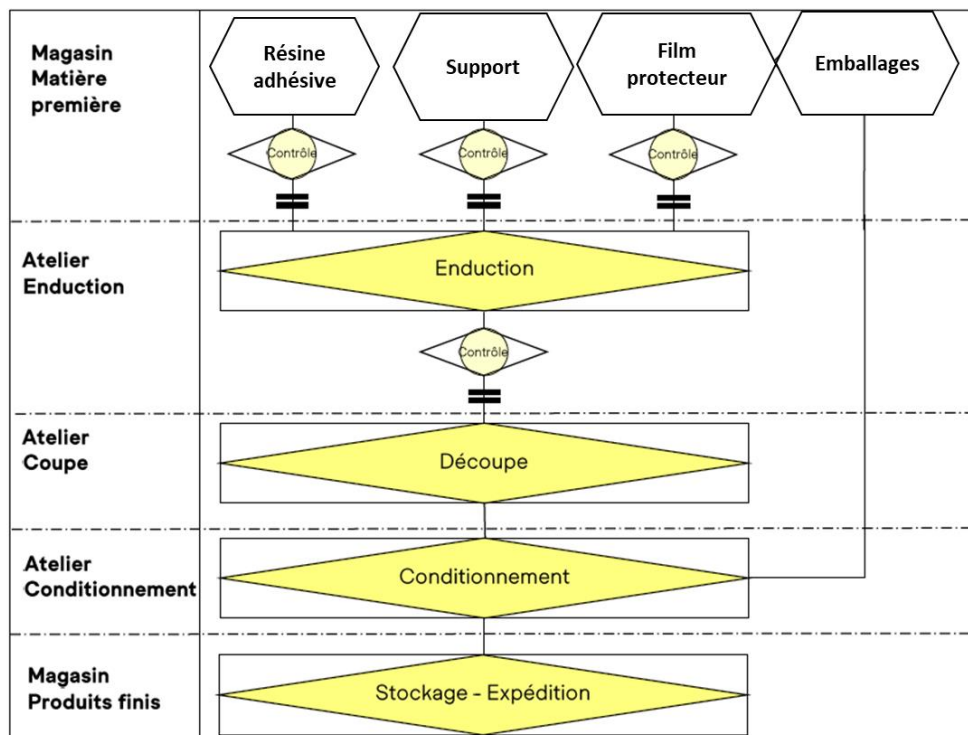 Magasin
Matière
première
Résine
adhésive
Support
Film
protecteur
Emballages
Contrôle
Contrôle
Contrôle
Atelier
Enduction
Enduction
Contrôle
Atelier
Coupe
Découpe
Atelier
Conditionnement
Conditionnement
Magasin
Produits finis
Stockage - Expédition